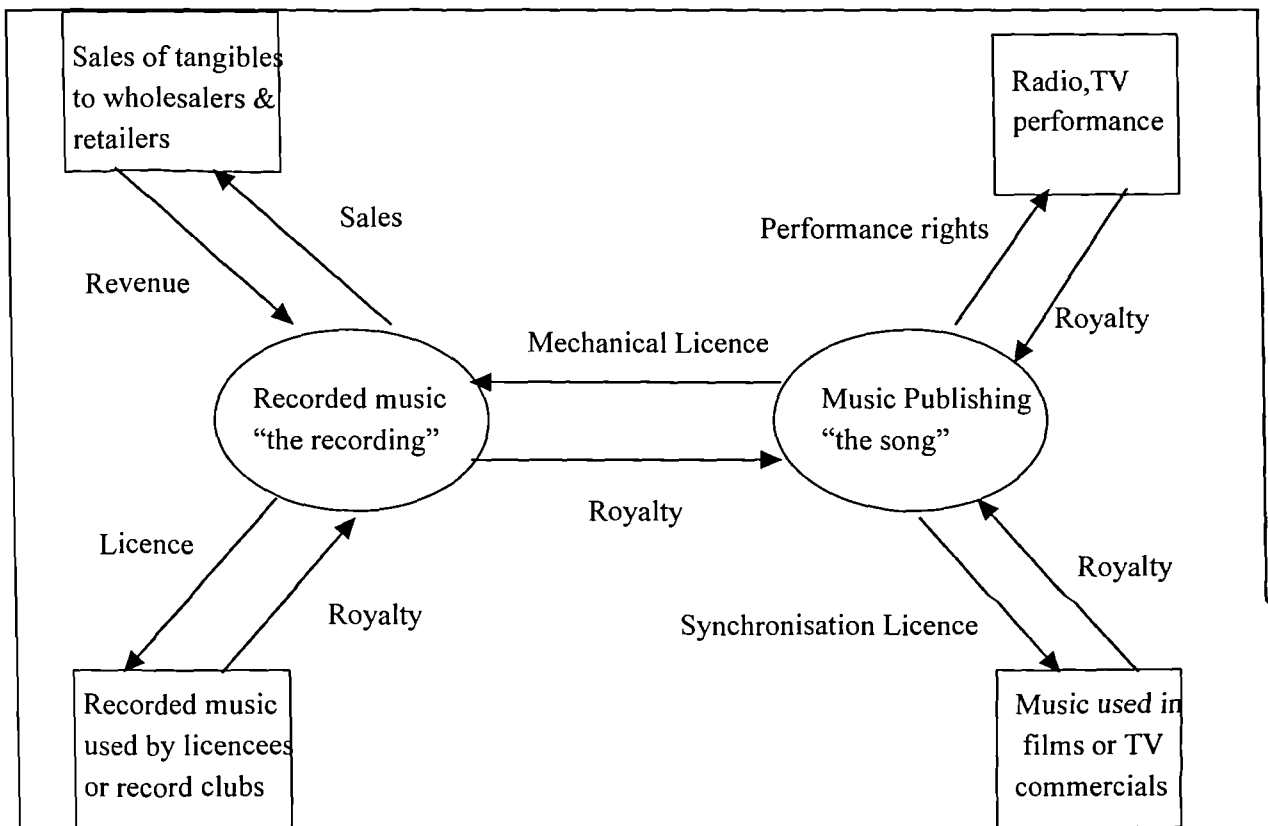 Sales of tangibles
to wholesalers &
retailers
Radio,TV
performance
Sales
Performance rights
Revenue
Royalty
Mechanical Licence
Recorded music
“the recording”
Music Publishing
“the song”
Royalty
Licence
Royalty
Royalty
Synchronisation Licence
Recorded music
used by licencees
or record clubs
Music used in
films or TV
commercials